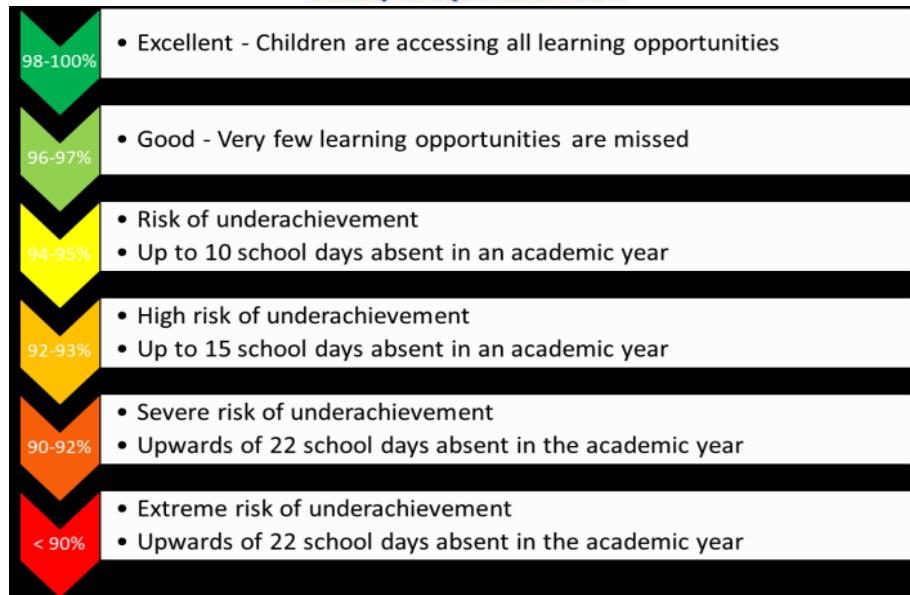 98-100%
• Excellent - Children are accessing all learning opportunities
96-97%
• Good - Very few learning opportunities are missed
94-95%
• Risk of underachievement
• Up to 10 school days absent in an academic year
92-93%
• High risk of underachievement
• Up to 15 school days absent in an academic year
90-92%
• Severe risk of underachievement
• Upwards of 22 school days absent in the academic year
< 90%
• Extreme risk of underachievement
• Upwards of 22 school days absent in the academic year